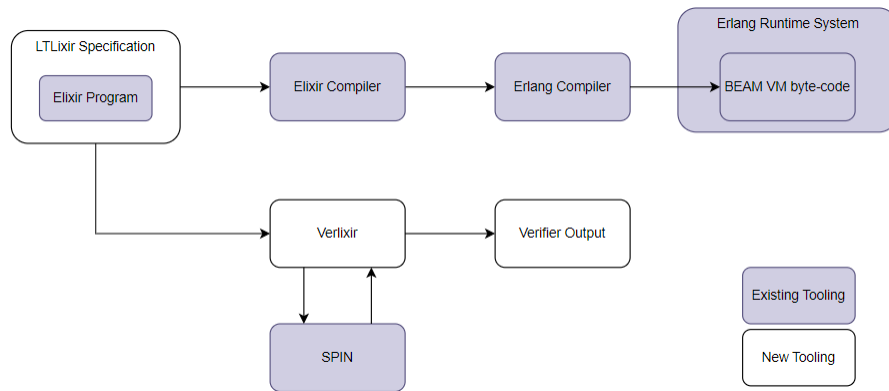 LTLixir Specification
Elixir Program
Elixir Compiler
Erlang Compiler
Erlang Runtime System
BEAM VM byte-code
Verlixir
Verifier Output
SPIN
Existing Tooling
New Tooling